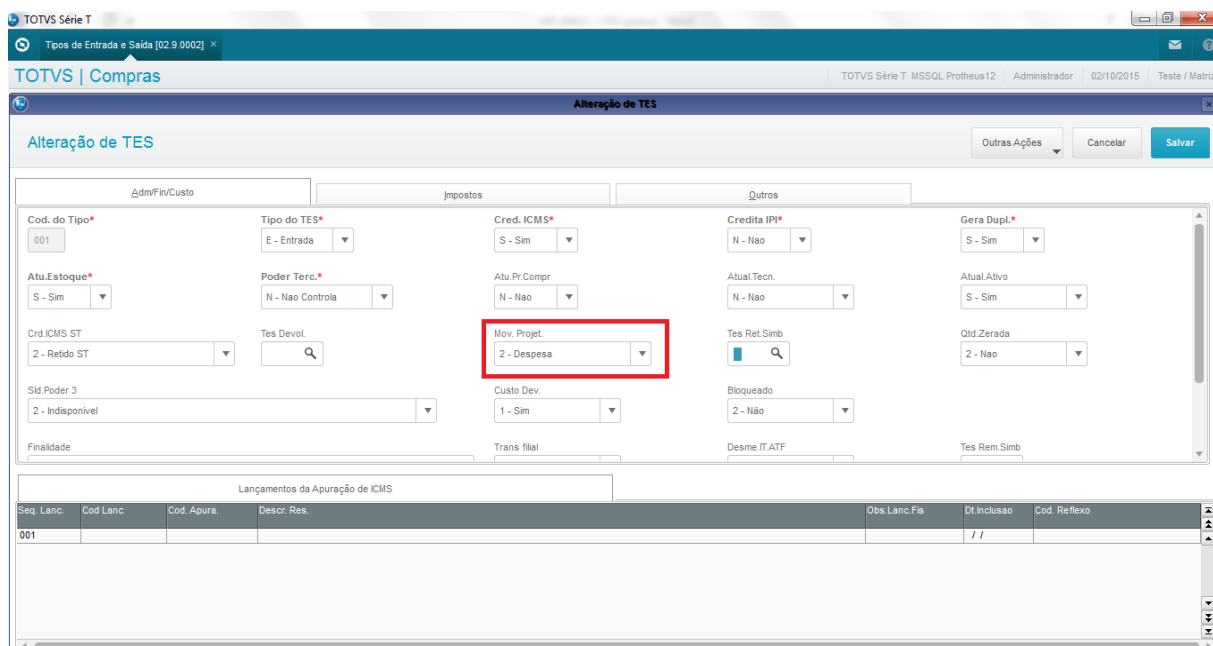 TOTVS Série T
Tipos de Entrada e Saída [02.9.0002] ×
TOTVS | Compras
TOTVS Série T MSSQL Protheus12 Administrador 02/10/2015 Teste / Matriz
Alteração de TES
Alteração de TES
Outras Ações
Cancelar
Salvar
Adm/Fin/Custo
Impostos
Outros
Cod. do Tipo* Tipo do TES* Cred. ICMS* Credita IPI* Gera Dupl.*
001 E - Entrada S - Sim N - Nao S - Sim
Atu.Estoque* Poder Terc.* Atu.Pr.Compr Atual.Tecn. Atual.Ativo
S - Sim N - Nao Controla N - Nao N - Nao S - Sim
Crd.ICMS ST Tes Devol. Mov. Projet. Tes Ret.Simb Qtd.Zerada
2 - Retido ST 2 - Despesa 2 - Nao
Sld.Poder 3 Custo Dev. Bloqueado
2 - Indisponivel 1 - Sim 2 - Não
Finalidade Trans filial Desme.IT.ATF Tes Rem.Simb
Lançamentos da Apuração de ICMS
Seq. Lanc. Cod Lanc Cod. Apura. Descr. Res. Obs.Lanc.Fis Dt.Inclusao Cod. Reflexo
001 / /